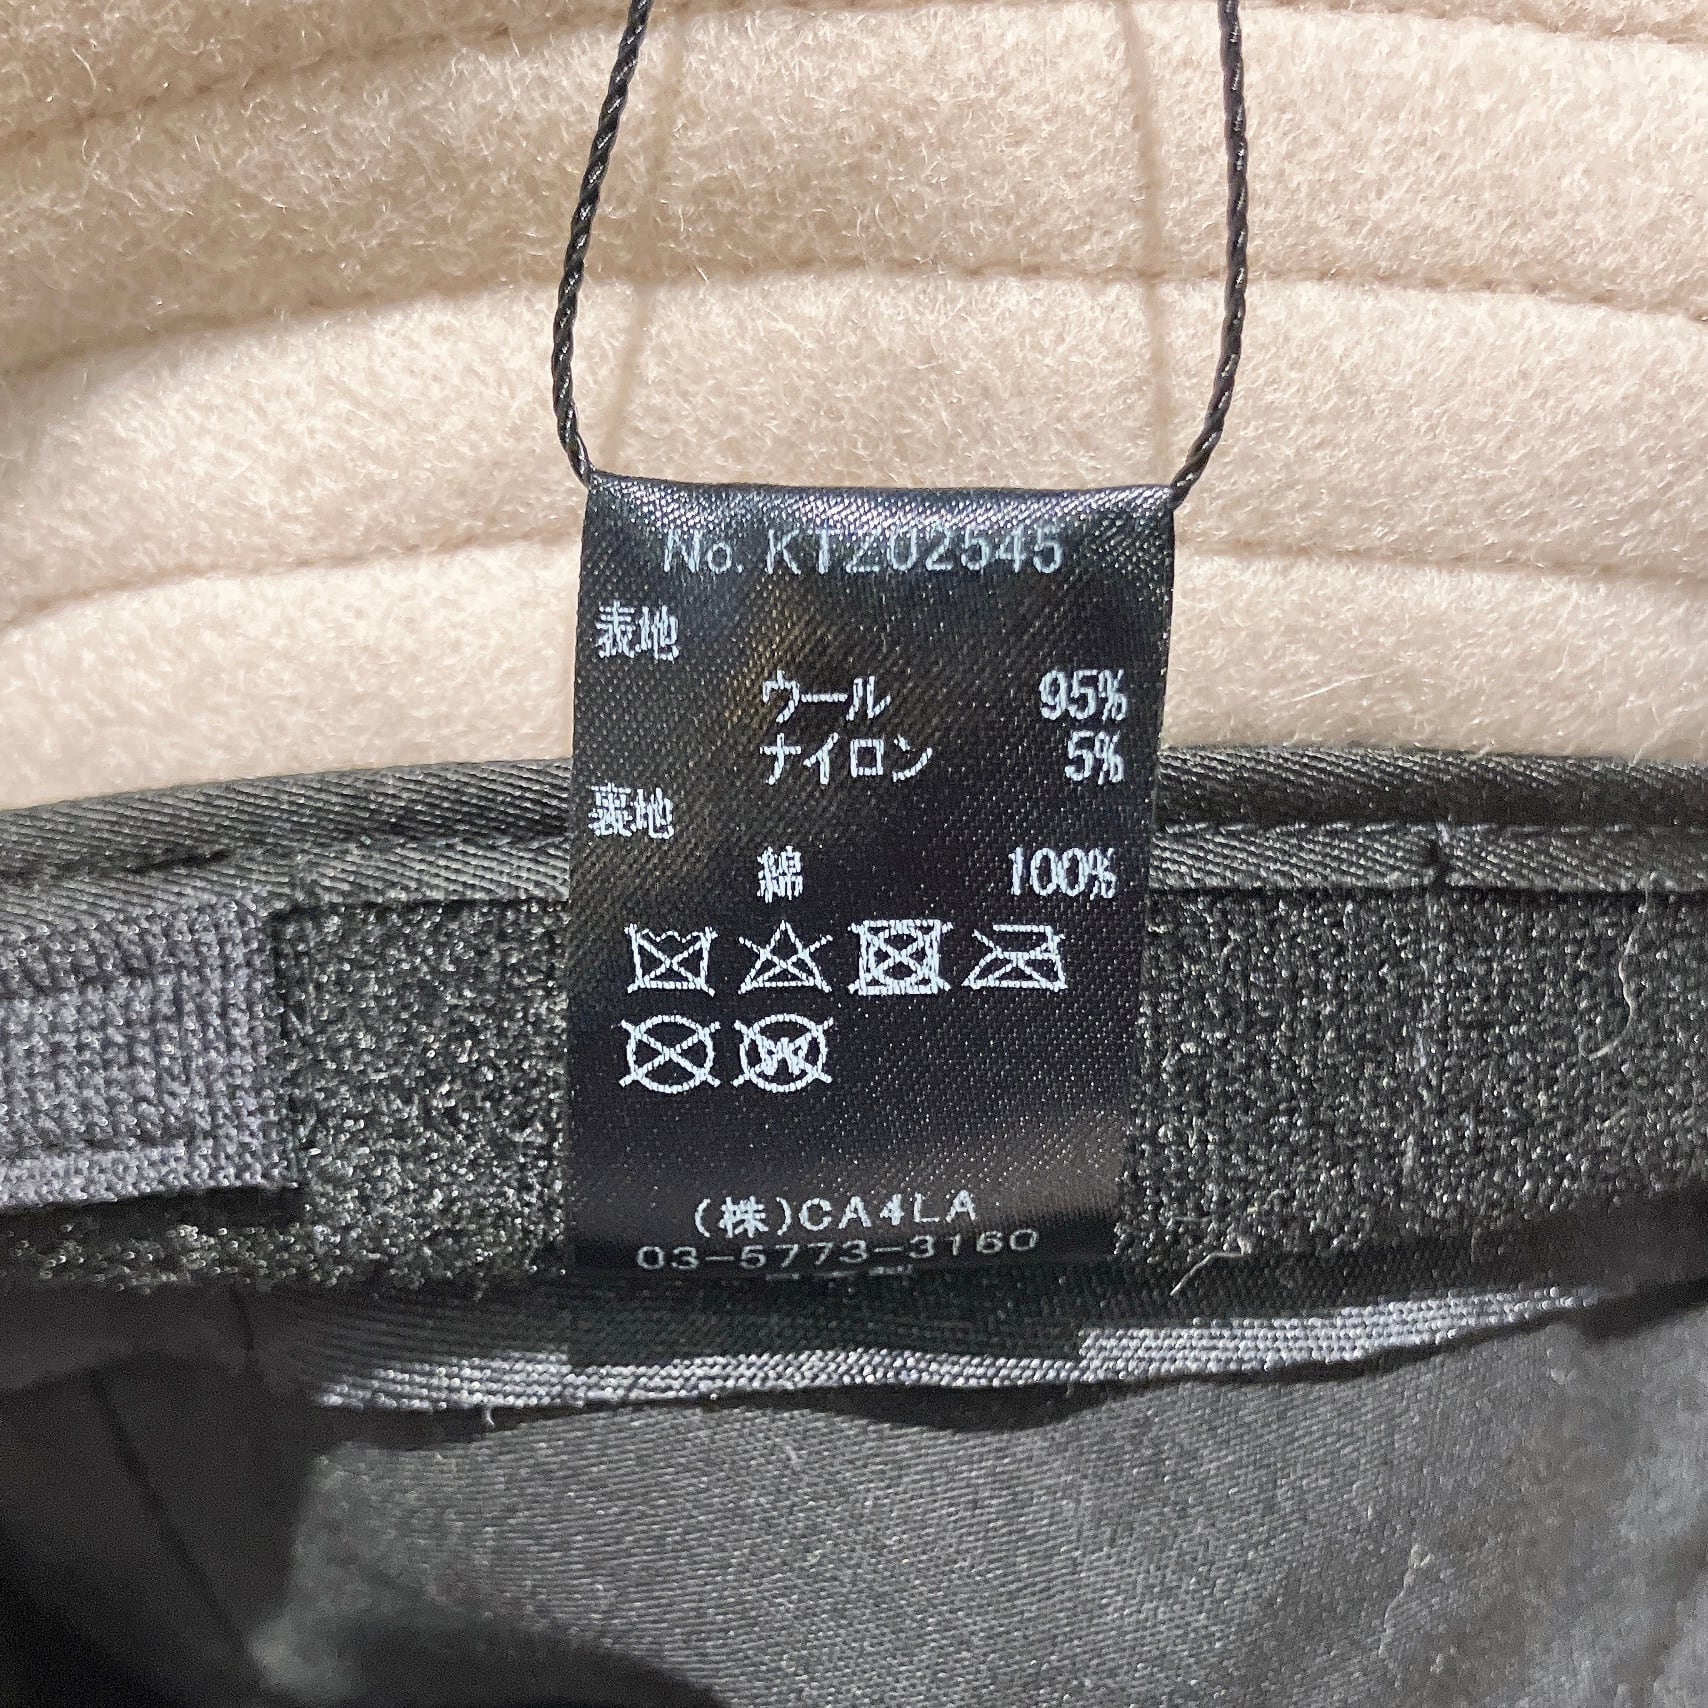 No. KTZ02545
表地
ウール 95%
ナイロン 5%
裏地
綿 100%
W
(株)CA4LA
03-5773-3160